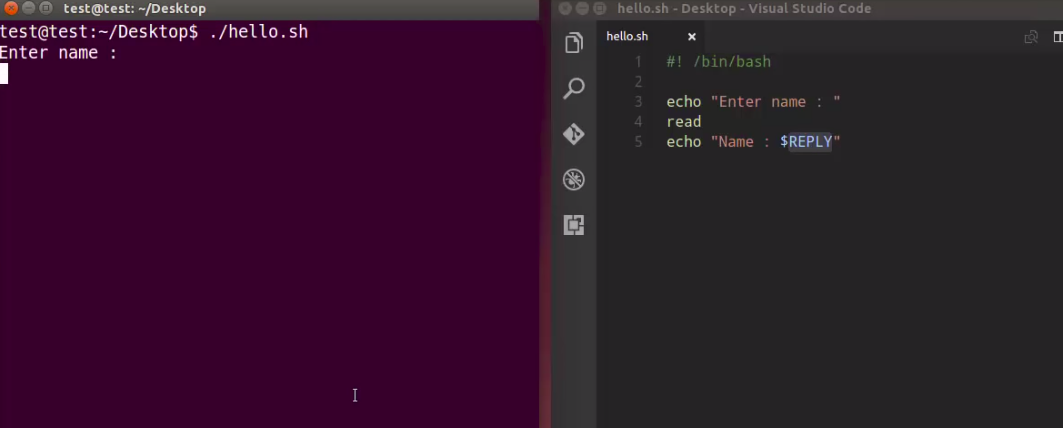 test@test: ~/Desktop
test@test:~/Desktop$ ./hello.sh
Enter name :
hello.sh - Desktop - Visual Studio Code
hello.sh
1 #! /bin/bash
2
3 echo "Enter name : "
4 read
5 echo "Name : $REPLY"